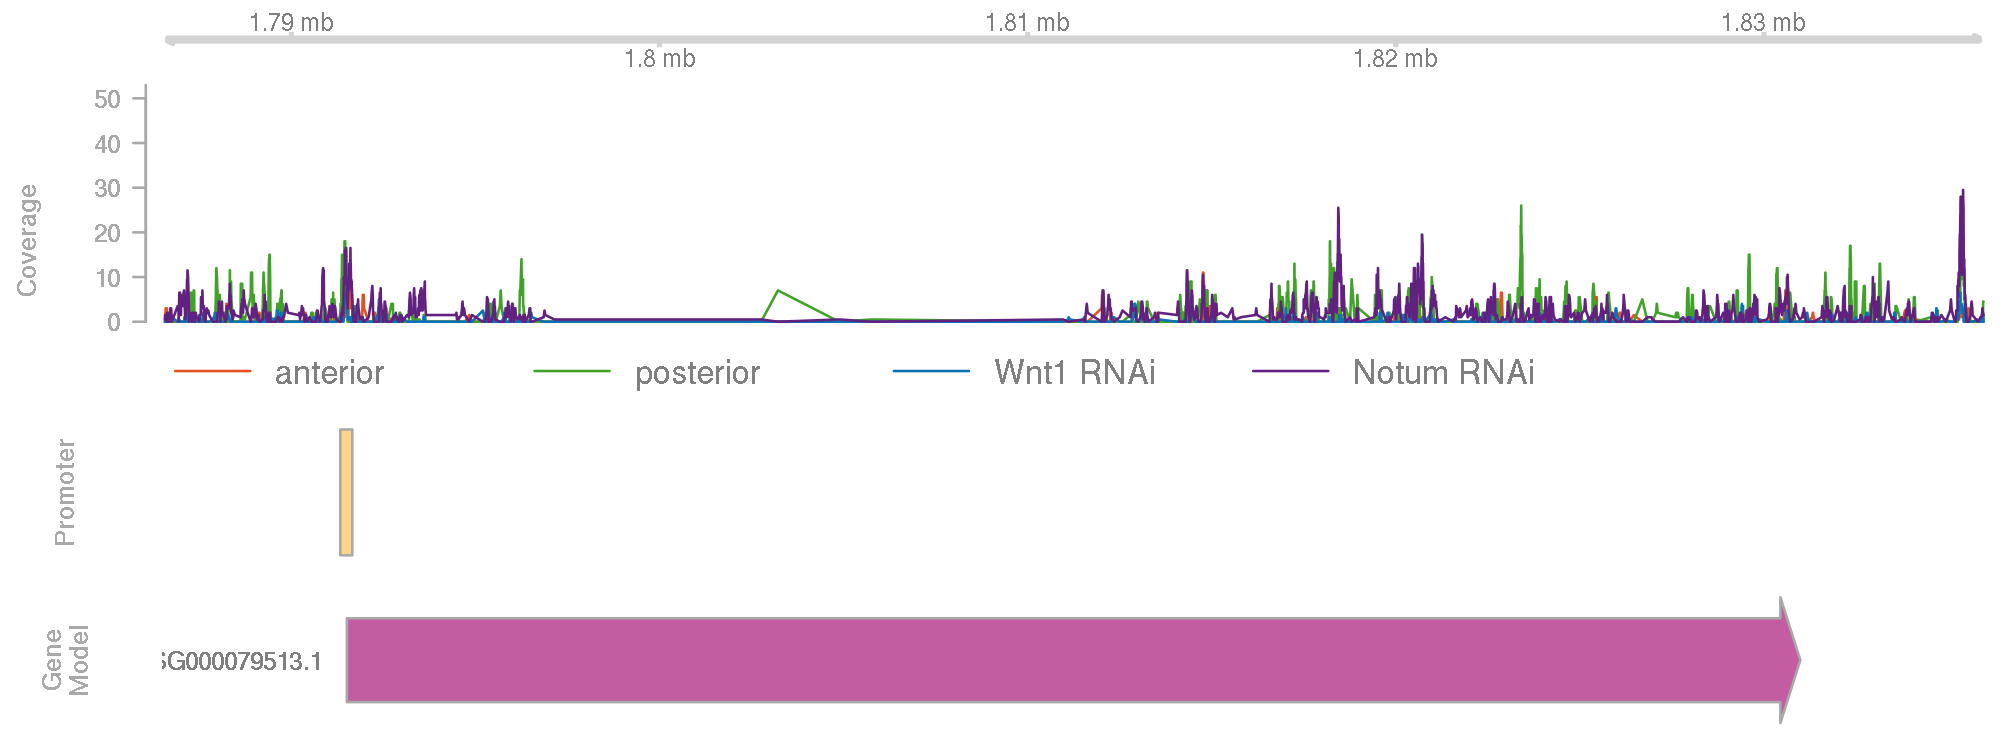 1.79 mb
1.81 mb
1.83 mb
1.8 mb
1.82 mb
Coverage
50
40
30
20
10
0
anterior
posterior
Wnt1 RNAi
Notum RNAi
Promoter
Gene
Model
SG000079513.1